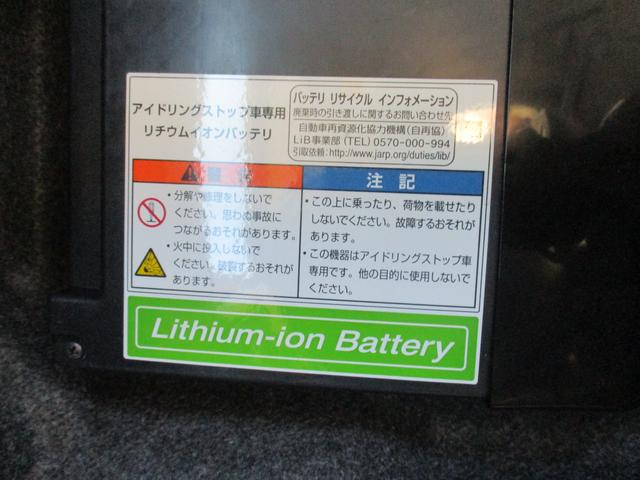 アイドリングストップ車専用
リチウムイオンバッテリ
バッテリ リサイクル インフォメーション
廃棄時の引き渡しに関するお問い合わせ先
自動車再資源化協力機構(自再協)
LiB事業部(TEL) 0570-000-994
引取依頼:http://www.jarp.org/duties/lib/
警告
・分解や修理をしないで
ください。思わぬ事故に
つながるおそれがあります。
・火中に投入しないで
ください。破裂するおそれが
あります。
注記
・この上に乗ったり、荷物を載せたり
しないでください。故障するおそれが
あります。
・この機器はアイドリングストップ車
専用です。他の目的に使用しないで
ください。
Lithium-ion Battery